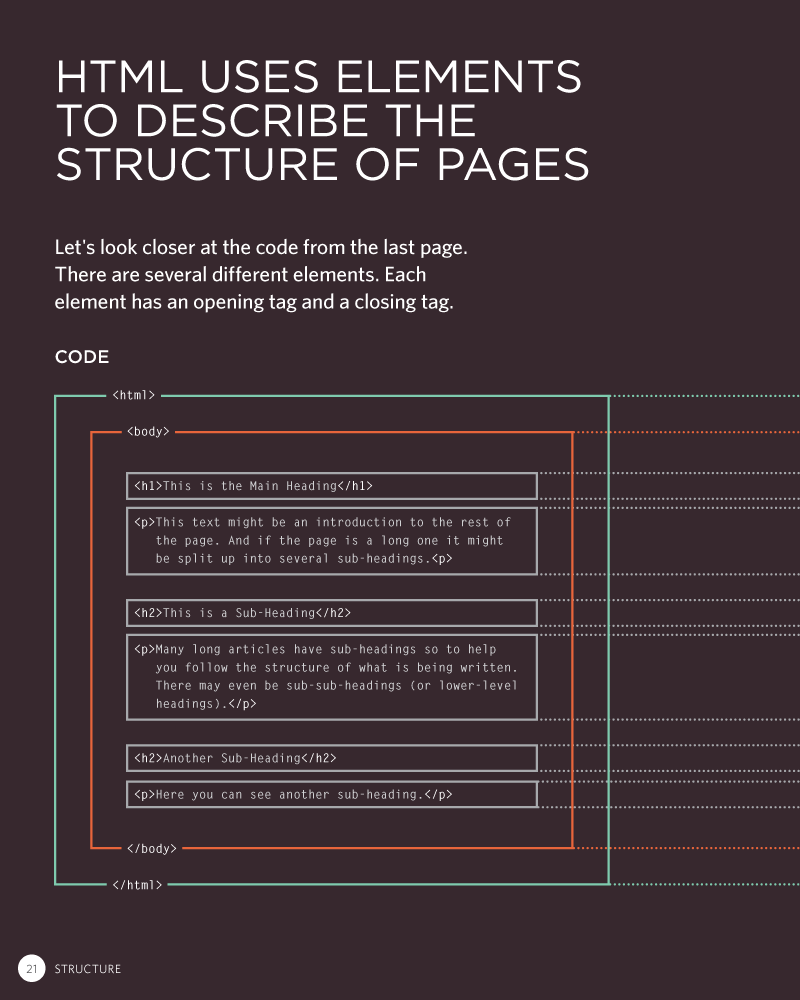 HTML USES ELEMENTS
TO DESCRIBE THE
STRUCTURE OF PAGES
Let's look closer at the code from the last page.
There are several different elements. Each
element has an opening tag and a closing tag.
CODE
<html>
<body>
<h1>This is the Main Heading</h1>
<p>This text might be an introduction to the rest of
the page. And if the page is a long one it might
be split up into several sub-headings.<p>
<h2>This is a Sub-Heading</h2>
<p>Many long articles have sub-headings so to help
you follow the structure of what is being written.
There may even be sub-sub-headings (or lower-level
headings).</p>
<h2>Another Sub-Heading</h2>
<p>Here you can see another sub-heading.</p>
</body>
</html>
21 STRUCTURE